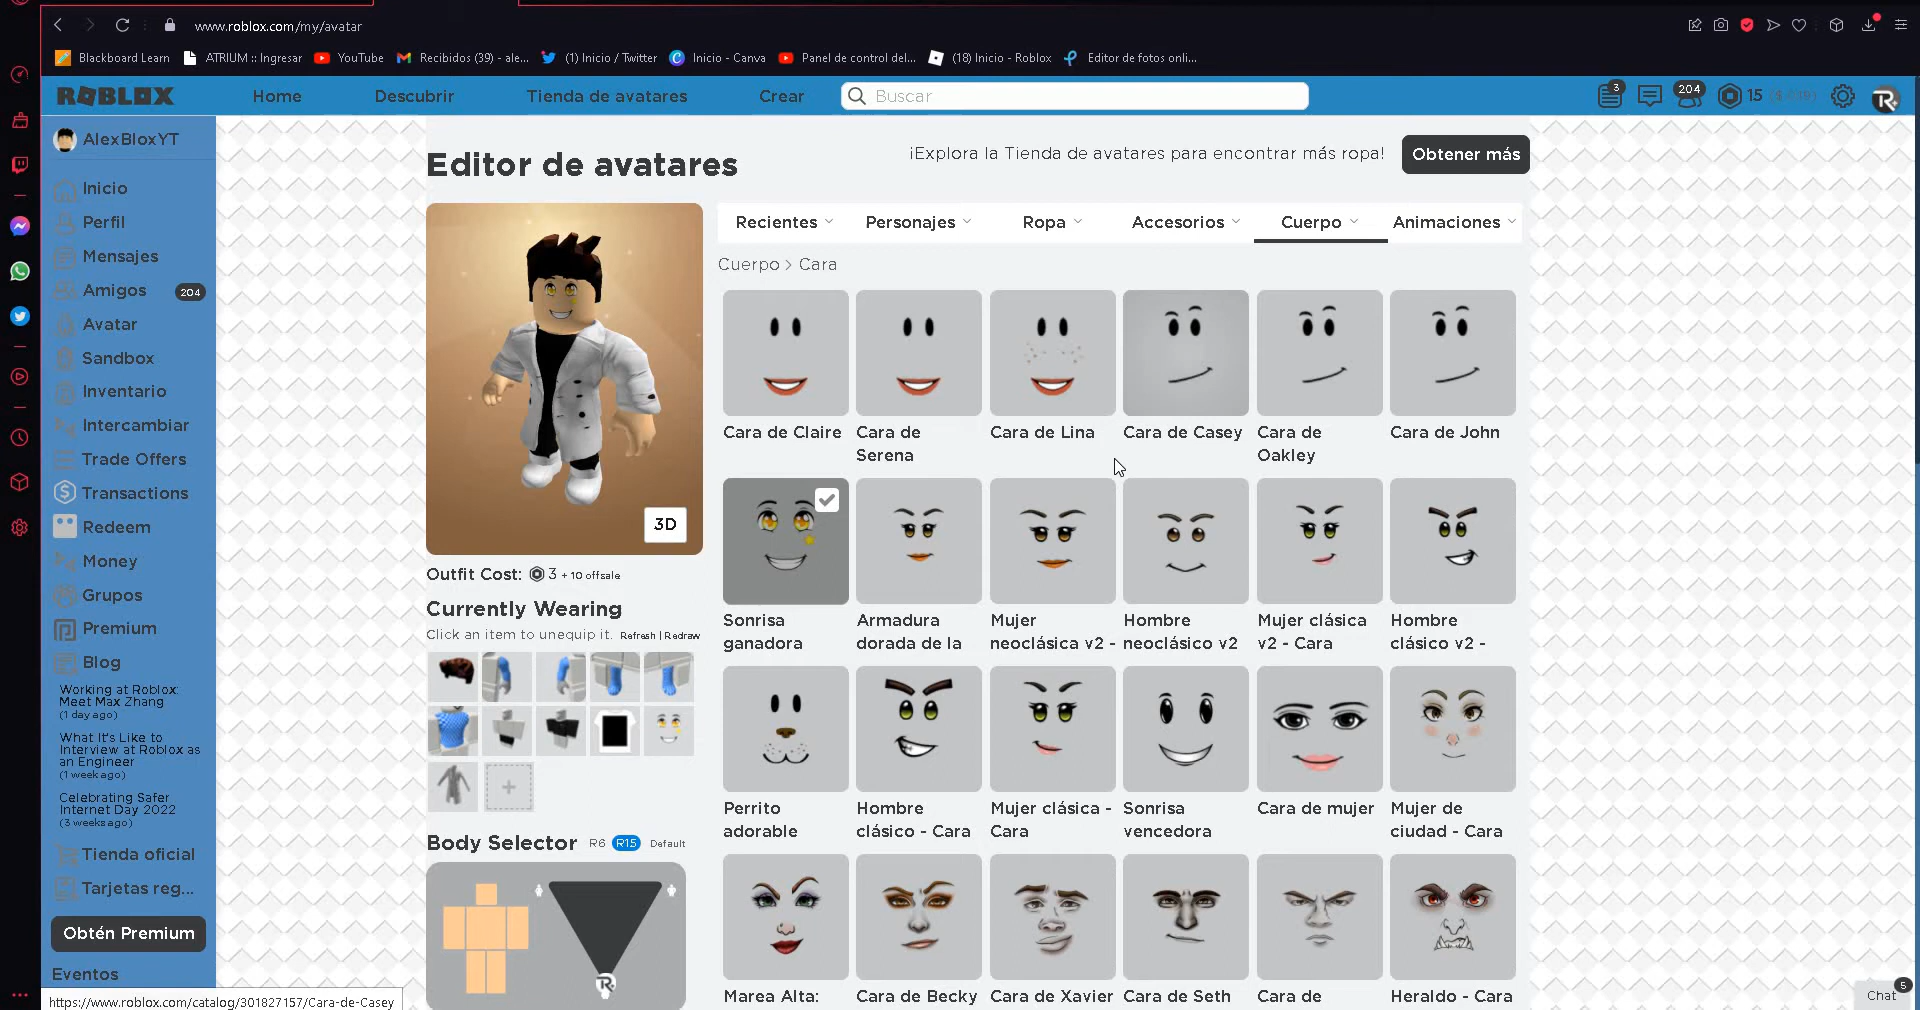 www.roblox.com/my/avatar
Blackboard Learn
ATRIUM :: Ingresar
YouTube
Recibidos (39) - ale...
(1) Inicio / Twitter
Inicio - Canva
Panel de control del...
(18) Inicio - Roblox
Editor de fotos onli...
ROBLOX
Home
Descubrir
Tienda de avatares
Crear
Buscar
3
204
15
AlexBloxYT
Inicio
Perfil
Mensajes
Amigos
204
Avatar
Sandbox
Inventario
Intercambiar
Trade Offers
Transactions
Redeem
Money
Grupos
Premium
Blog
Working at Roblox:
Meet Max Zhang
(1 day ago)
What It's Like to
Interview at Roblox as
an Engineer
(1 week ago)
Celebrating Safer
Internet Day 2022
(3 weeks ago)
Tienda oficial
Tarjetas reg...
Obtén Premium
Eventos
https://www.roblox.com/catalog/301827157/Cara-de-Casey
Editor de avatares
¡Explora la Tienda de avatares para encontrar más ropa!
Obtener más
3D
Outfit Cost: 3 + 10 offsale
Currently Wearing
Click an item to unequip it. Refresh | Redraw
Body Selector R6 R15 Default
Recientes
Personajes
Ropa
Accesorios
Cuerpo
Animaciones
Cuerpo > Cara
Cara de Claire
Cara de
Serena
Cara de Lina
Cara de Casey
Cara de
Oakley
Cara de John
Sonrisa
ganadora
Armadura
dorada de la
Mujer
neoclásica v2 -
Hombre
neoclásico v2
Mujer clásica
v2 - Cara
Hombre
clásico v2 -
Perrito
adorable
Hombre
clásico - Cara
Mujer clásica -
Cara
Sonrisa
vencedora
Cara de mujer
Mujer de
ciudad - Cara
Marea Alta:
Cara de Becky
Cara de Xavier
Cara de Seth
Cara de
Heraldo - Cara
Chat
5